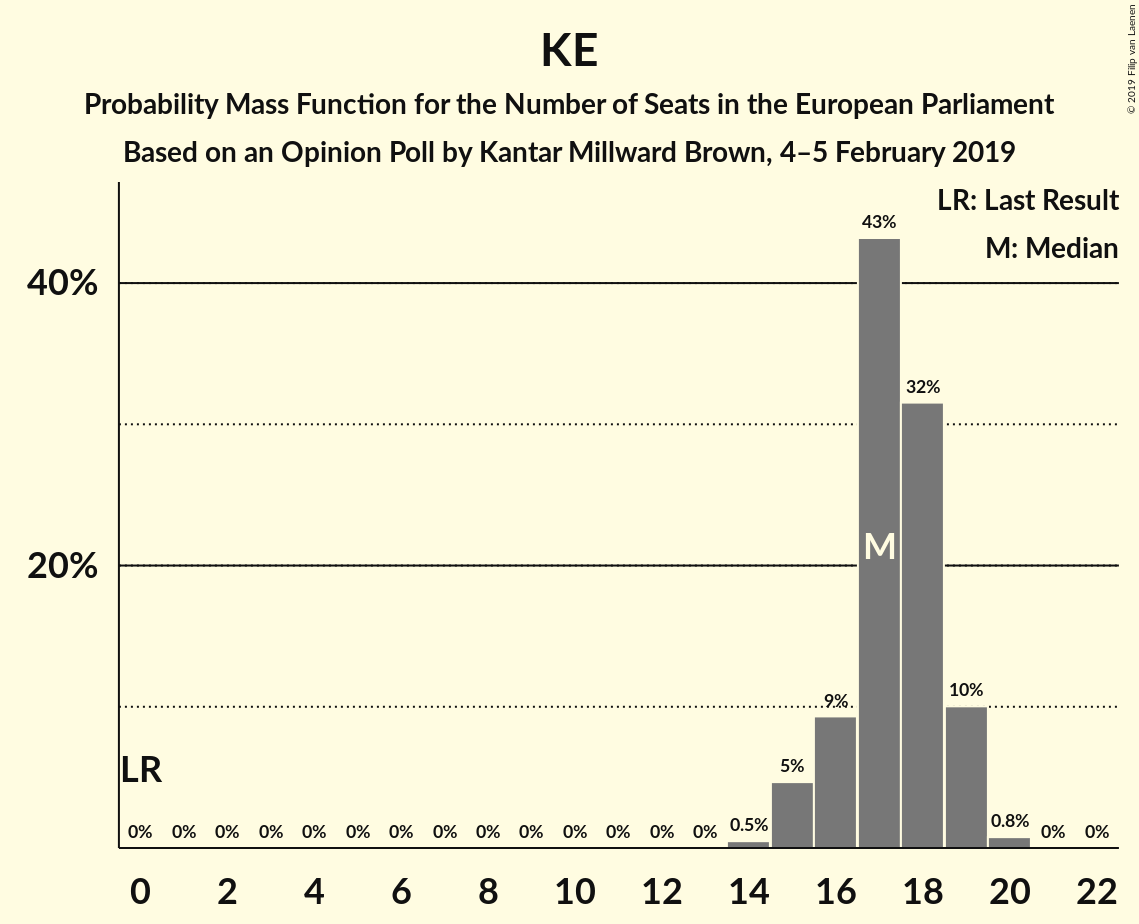 KE
Probability Mass Function for the Number of Seats in the European Parliament
Based on an Opinion Poll by Kantar Millward Brown, 4–5 February 2019
© 2019 Filip van Laenen
LR: Last Result
M: Median
43%
40%
32%
M
20%
10%
9%
LR
5%
0% 0% 0% 0% 0% 0% 0% 0% 0% 0% 0% 0% 0% 0% 0.5% 0.8% 0% 0%
0 2 4 6 8 10 12 14 16 18 20 22